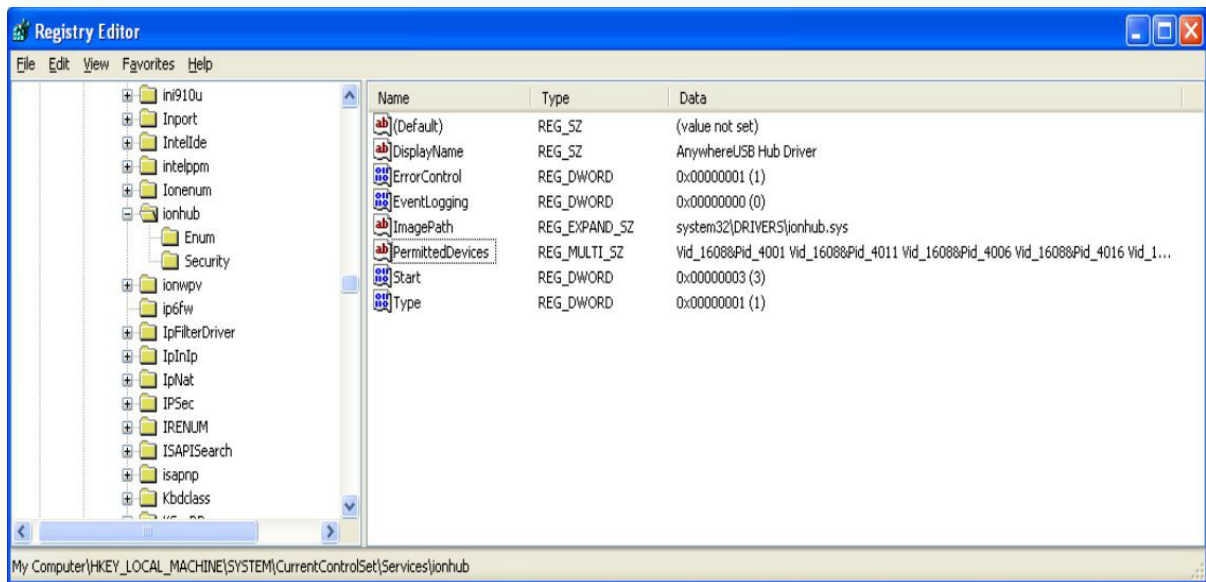 Registry Editor
File Edit View Favorites Help
ini910u
Inport
IntelIde
intelppm
Ionenum
ionhub
Enum
Security
ionwpv
ip6fw
IpFilterDriver
IpInIp
IpNat
IPSec
IRENUM
ISAPISearch
isapnp
Kbdclass
Name Type Data
(Default) REG_SZ (value not set)
DisplayName REG_SZ AnywhereUSB Hub Driver
ErrorControl REG_DWORD 0x00000001 (1)
EventLogging REG_DWORD 0x00000000 (0)
ImagePath REG_EXPAND_SZ system32\DRIVERS\ionhub.sys
PermittedDevices REG_MULTI_SZ Vid_1608&Pid_4001 Vid_1608&Pid_4011 Vid_1608&Pid_4006 Vid_1608&Pid_4016 Vid_1...
Start REG_DWORD 0x00000003 (3)
Type REG_DWORD 0x00000001 (1)
My Computer\HKEY_LOCAL_MACHINE\SYSTEM\CurrentControlSet\Services\ionhub